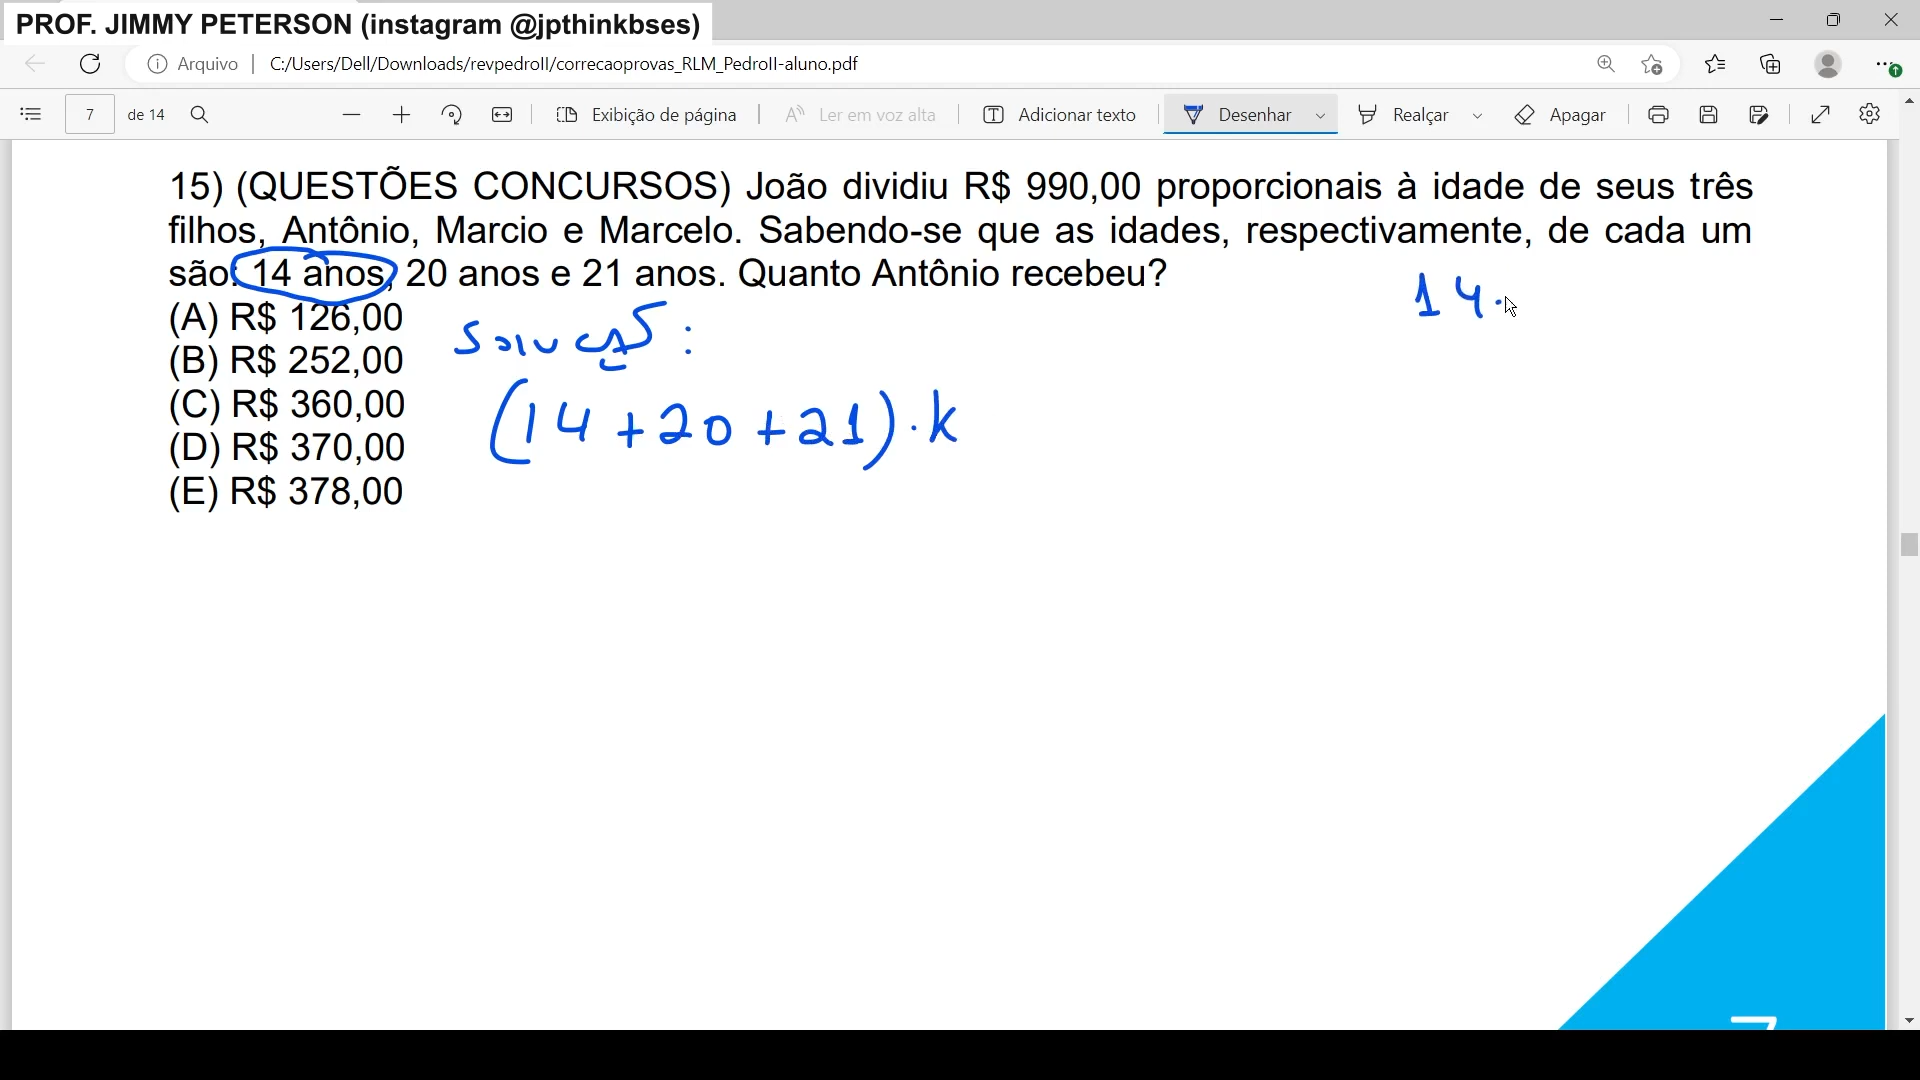 PROF. JIMMY PETERSON (instagram @jpthinkbses)
Arquivo | C:/Users/Dell/Downloads/revpedroII/correcaoprovas_RLM_PedroII-aluno.pdf
7 de 14 Exibição de página Ler em voz alta Adicionar texto Desenhar Realçar Apagar
15) (QUESTÕES CONCURSOS) João dividiu R$ 990,00 proporcionais à idade de seus três
filhos, Antônio, Marcio e Marcelo. Sabendo-se que as idades, respectivamente, de cada um
são: 14 anos, 20 anos e 21 anos. Quanto Antônio recebeu?
14.
(A) R$ 126,00
Solução:
(B) R$ 252,00
(C) R$ 360,00
(14+20+21).k
(D) R$ 370,00
(E) R$ 378,00
7